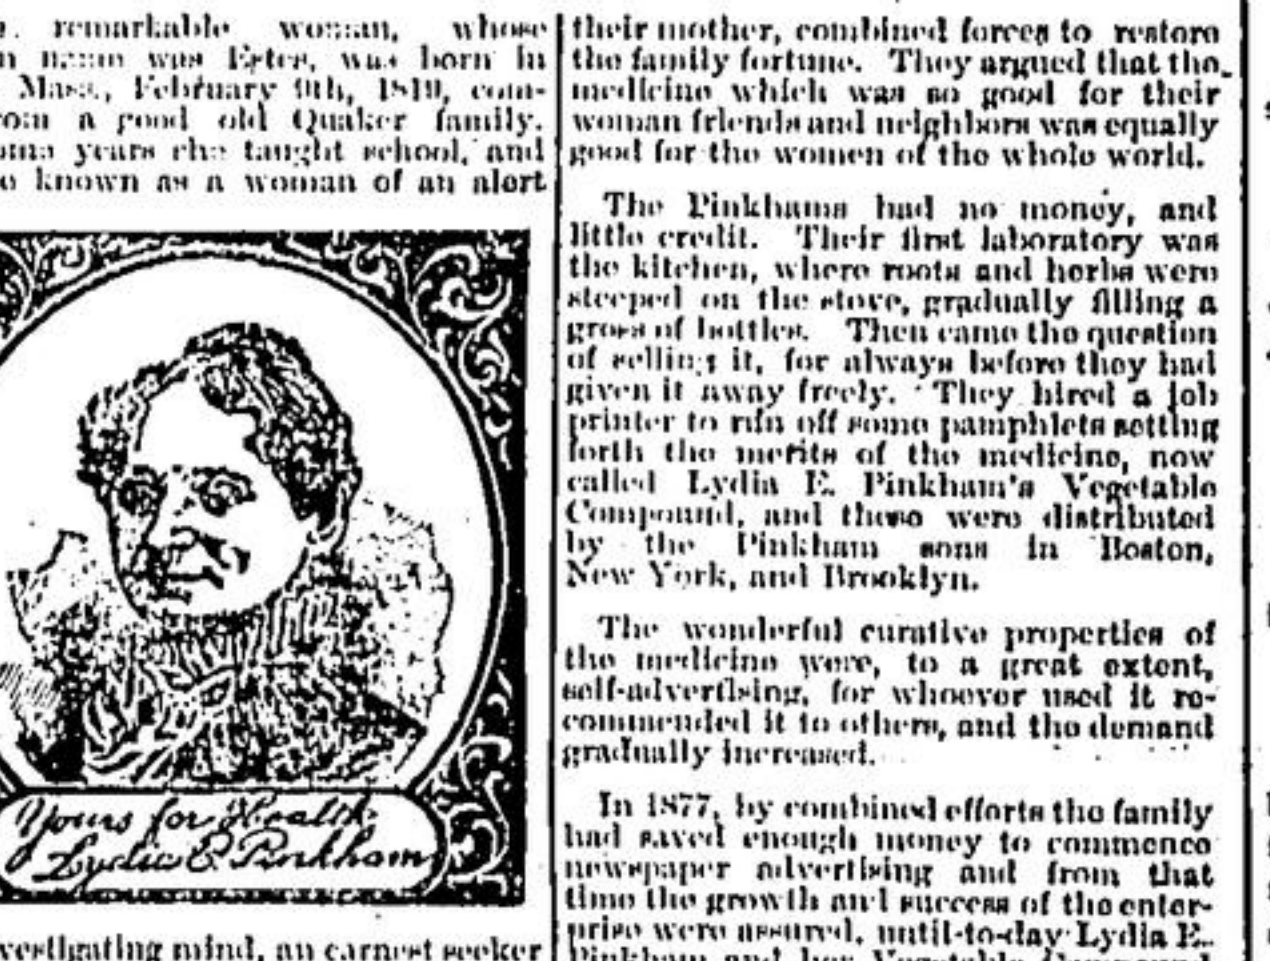 remarkable woman, whose
name was Estes, was born in
Mass., February 9th, 1819, com-
a good old Quaker family.
years she taught school, and
known as a woman of an alert
Yours for Health
Lydia E. Pinkham
mind, an earnest seeker
their mother, combined forces to restore
the family fortune. They argued that the
medicine which was so good for their
woman friends and neighbors was equally
good for the women of the whole world.
The Pinkhams had no money, and
little credit. Their first laboratory was
the kitchen, where roots and herbs were
steeped on the stove, gradually filling a
gross of bottles. Then came the question
of selling it, for always before they had
given it away freely. They hired a job
printer to run off some pamphlets setting
forth the merits of the medicine, now
called Lydia E. Pinkham's Vegetable
Compound, and these were distributed
by the Pinkham sons in Boston,
New York, and Brooklyn.
The wonderful curative properties of
the medicine were, to a great extent,
self-advertising, for whoever used it re-
commended it to others, and the demand
gradually increased.
In 1877, by combined efforts the family
had saved enough money to commence
newspaper advertising and from that
time the growth and success of the enter-
prise were assured, until to-day Lydia E.
Pinkham and her Vegetable Compound